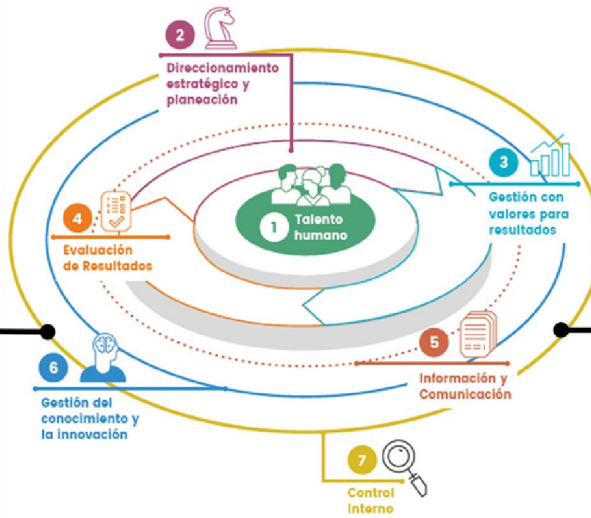 2
Direccionamiento
estratégico y
planeación
3
Gestión con
valores para
resultados
1 Talento
humano
4
Evaluación
de Resultados
5
Información y
Comunicación
6
Gestión del
conocimiento y
la innovación
7
Control
Interno